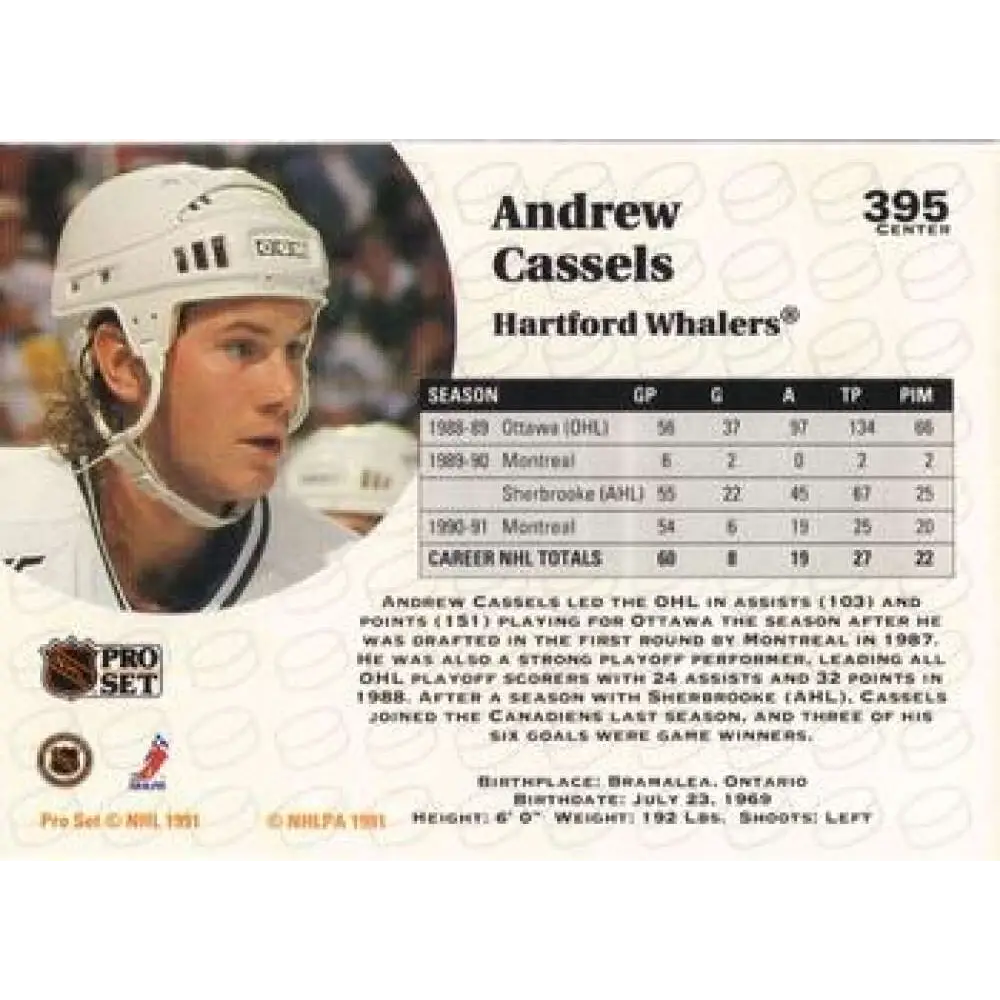 Andrew
Cassels
Hartford Whalers®
395
CENTER
SEASON GP G A TP PIM
1988-89 Ottawa (OHL) 56 37 97 134 66
1989-90 Montreal 6 2 0 2 2
Sherbrooke (AHL) 55 22 45 67 25
1990-91 Montreal 54 6 19 25 20
CAREER NHL TOTALS 60 8 19 27 22
ANDREW CASSELS LED THE OHL IN ASSISTS (103) AND
POINTS (151) PLAYING FOR OTTAWA THE SEASON AFTER HE
WAS DRAFTED IN THE FIRST ROUND BY MONTREAL IN 1987.
HE WAS ALSO A STRONG PLAYOFF PERFORMER, LEADING ALL
OHL PLAYOFF SCORERS WITH 24 ASSISTS AND 32 POINTS IN
1988. AFTER A SEASON WITH SHERBROOKE (AHL), CASSELS
JOINED THE CANADIENS LAST SEASON, AND THREE OF HIS
SIX GOALS WERE GAME WINNERS.
BIRTHPLACE: BRAMALEA, ONTARIO
BIRTHDATE: JULY 23, 1969
HEIGHT: 6' 0" WEIGHT: 192 LBS. SHOOTS: LEFT
PRO
SET
Pro Set © NHL 1991
© NHLPA 1991